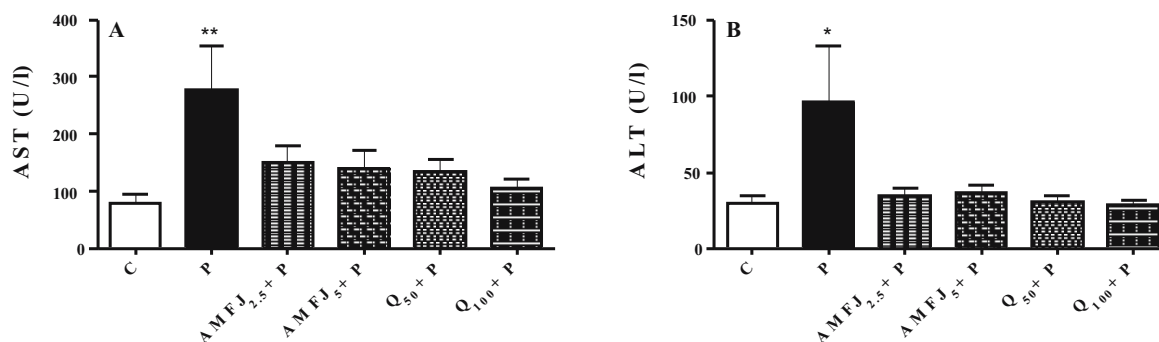 A
**
AST (U/l)
400
300
200
100
0
C
P
AMFJ2.5+ P
AMFJ5+ P
Q50+ P
Q100+ P
B
*
ALT (U/l)
150
100
50
0
C
P
AMFJ2.5+ P
AMFJ5+ P
Q50+ P
Q100+ P